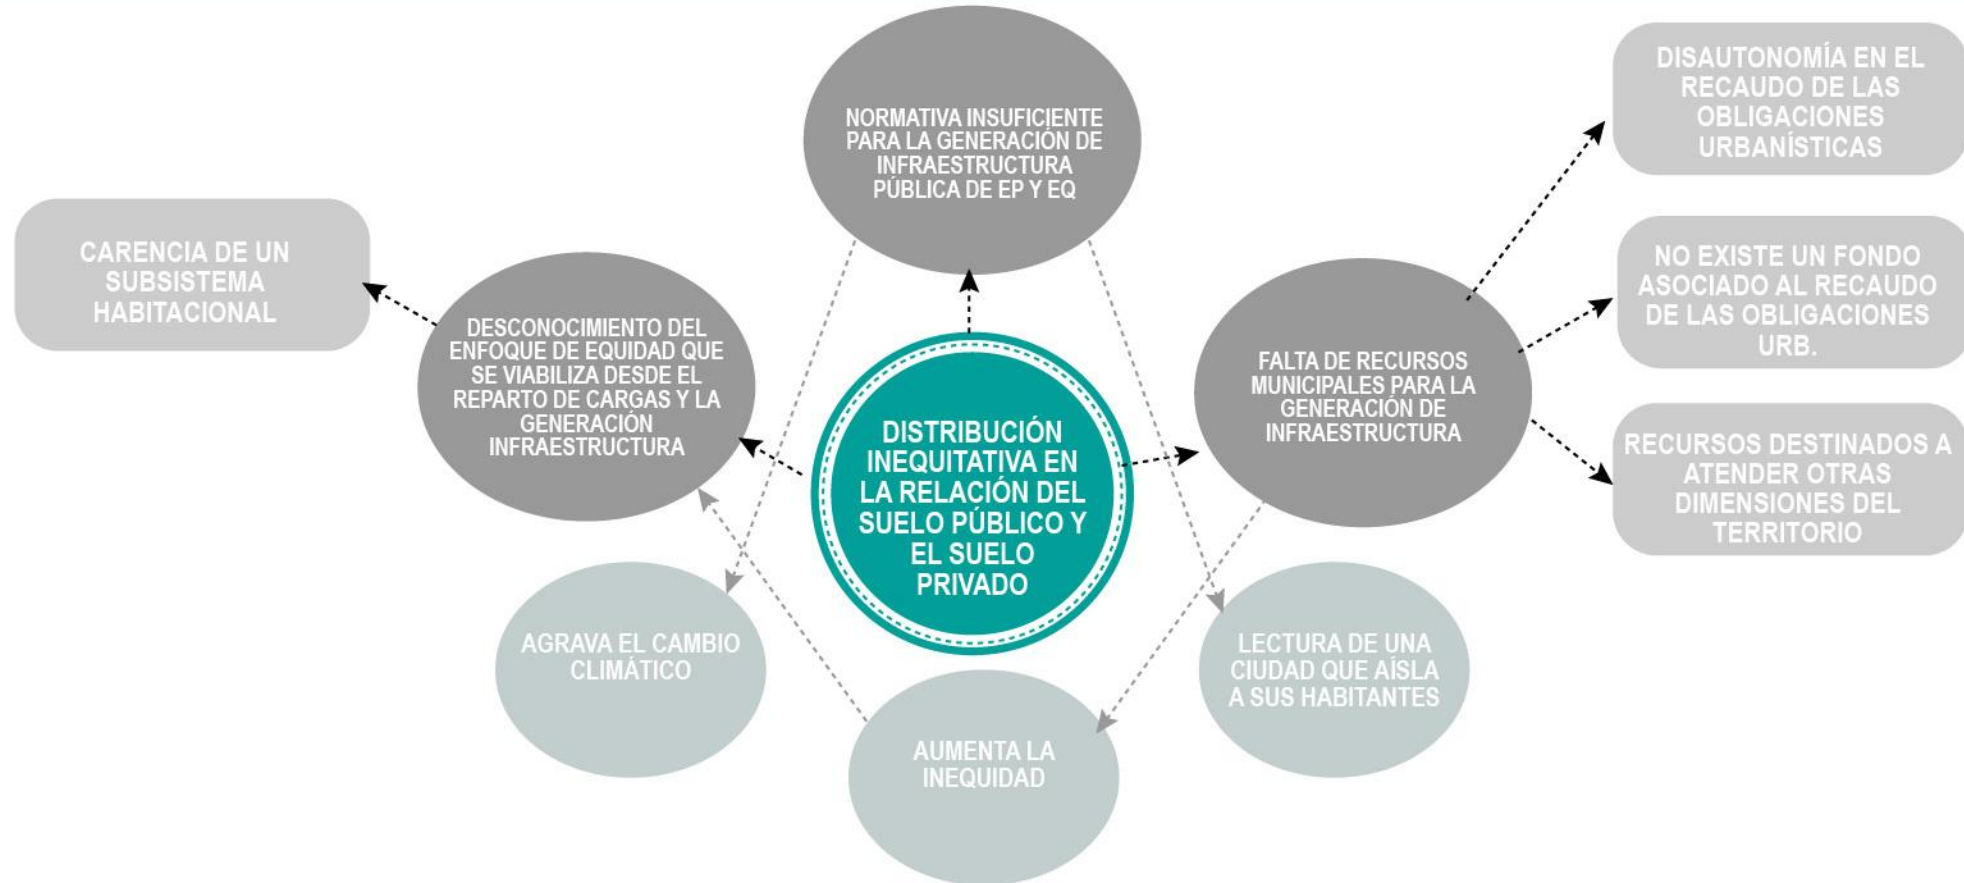 NORMATIVA INSUFICIENTE
PARA LA GENERACIÓN DE
INFRAESTRUCTURA
PÚBLICA DE EP Y EQ
DISAUTONOMÍA EN EL
RECAUDO DE LAS
OBLIGACIONES
URBANÍSTICAS
CARENCIA DE UN
SUBSISTEMA
HABITACIONAL
NO EXISTE UN FONDO
ASOCIADO AL RECAUDO
DE LAS OBLIGACIONES
URB.
DESCONOCIMIENTO DEL
ENFOQUE DE EQUIDAD QUE
SE VIABILIZA DESDE EL
REPARTO DE CARGAS Y LA
GENERACIÓN
INFRAESTRUCTURA
FALTA DE RECURSOS
MUNICIPALES PARA LA
GENERACIÓN DE
INFRAESTRUCTURA
DISTRIBUCIÓN
INEQUITATIVA EN
LA RELACIÓN DEL
SUELO PÚBLICO Y
EL SUELO
PRIVADO
RECURSOS DESTINADOS A
ATENDER OTRAS
DIMENSIONES DEL
TERRITORIO
AGRAVA EL CAMBIO
CLIMÁTICO
LECTURA DE UNA
CIUDAD QUE AÍSLA
A SUS HABITANTES
AUMENTA LA
INEQUIDAD